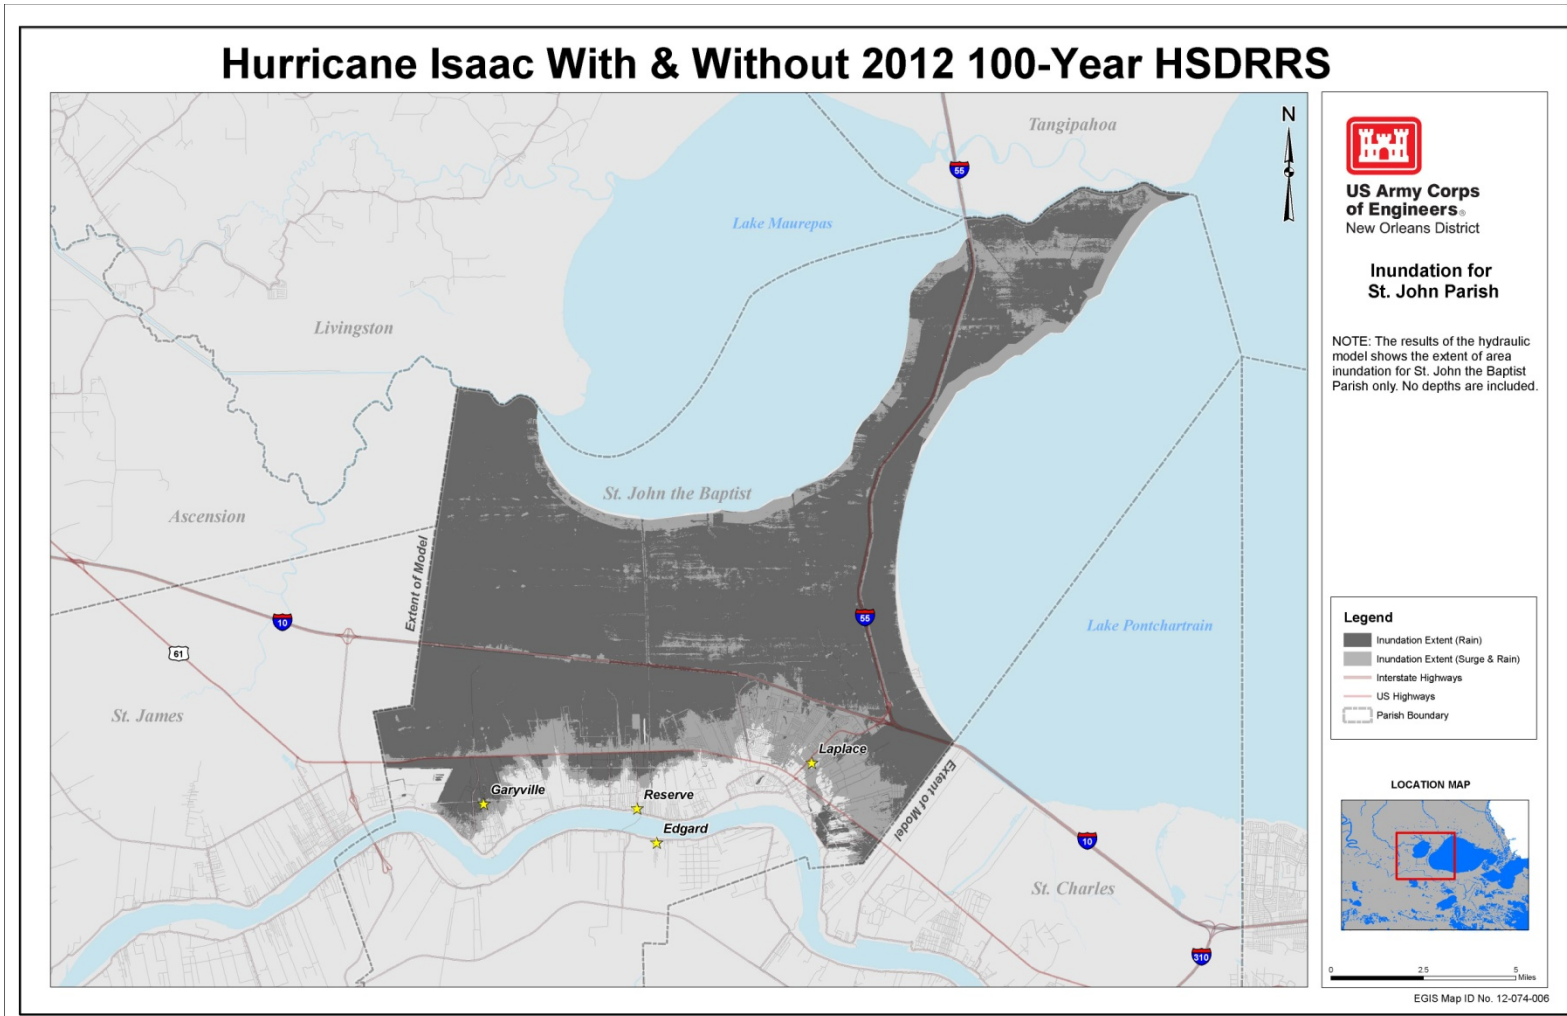 Hurricane Isaac With & Without 2012 100-Year HSDRRS
N
Tangipahoa
55
Lake Maurepas
Livingston
St. John the Baptist
Ascension
Extent of Model
10
55
Lake Pontchartrain
61
St. James
Laplace
Garyville
Reserve
Edgard
Extent of Model
10
St. Charles
310
US Army Corps
of Engineers®
New Orleans District
Inundation for
St. John Parish
NOTE: The results of the hydraulic
model shows the extent of area
inundation for St. John the Baptist
Parish only. No depths are included.
Legend
Inundation Extent (Rain)
Inundation Extent (Surge & Rain)
Interstate Highways
US Highways
Parish Boundary
LOCATION MAP
0 2.5 5
Miles
EGIS Map ID No. 12-074-006